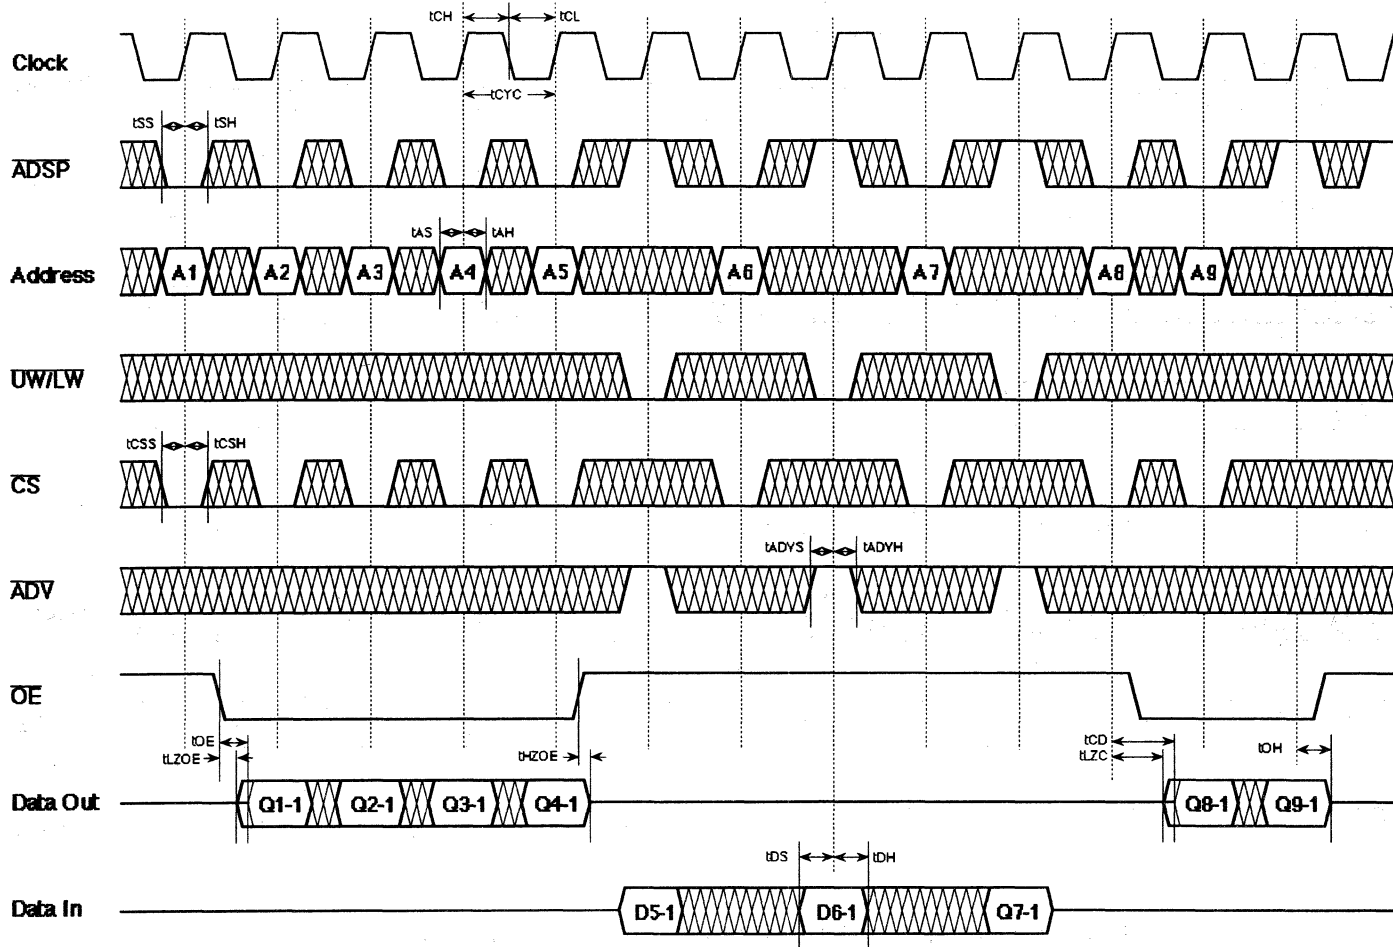 tCH tCL
Clock
tCYC
tSS tSH
ADSP
tAS tAH
Address A1 A2 A3 A4 A5 A6 A7 A8 A9
UW/LW
tCSS tCSH
CS
tADVS tADVH
ADV
OE
tOE tCD tOH
tLZOE tHZOE tLZC
Data Out Q1-1 Q2-1 Q3-1 Q4-1 Q8-1 Q9-1
tDS tDH
Data In D5-1 D6-1 Q7-1